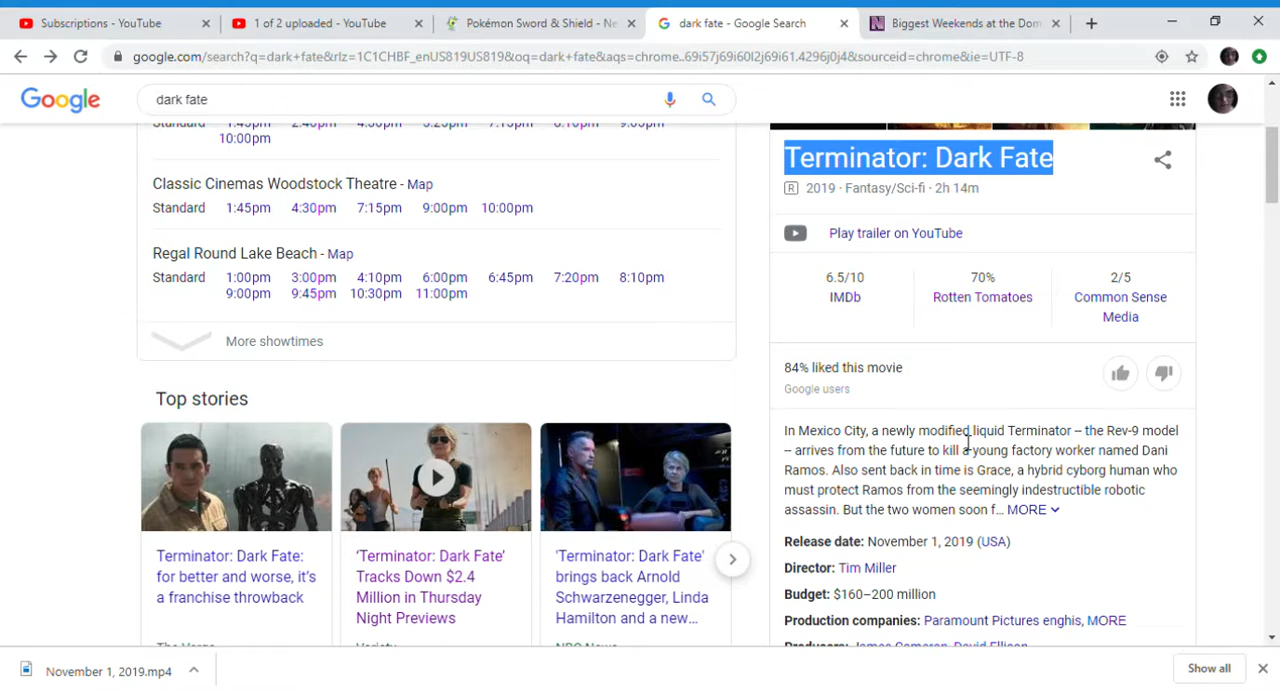 Subscriptions - YouTube
1 of 2 uploaded - YouTube
Pokémon Sword & Shield - Ne
dark fate - Google Search
Biggest Weekends at the Dom
google.com/search?q=dark+fate&rlz=1C1CHBF_enUS819US819&oq=dark+fate&aqs=chrome..69i57j69i60l2j69i61.4296j0j4&sourceid=chrome&ie=UTF-8
Google
dark fate
10:00pm
Classic Cinemas Woodstock Theatre - Map
Standard 1:45pm 4:30pm 7:15pm 9:00pm 10:00pm
Regal Round Lake Beach - Map
Standard 1:00pm 3:00pm 4:10pm 6:00pm 6:45pm 7:20pm 8:10pm
9:00pm 9:45pm 10:30pm 11:00pm
More showtimes
Top stories
Terminator: Dark Fate:
for better and worse, it's
a franchise throwback
'Terminator: Dark Fate'
Tracks Down $2.4
Million in Thursday
Night Previews
'Terminator: Dark Fate'
brings back Arnold
Schwarzenegger, Linda
Hamilton and a new…
Terminator: Dark Fate
R 2019 · Fantasy/Sci-fi · 2h 14m
Play trailer on YouTube
6.5/10
IMDb
70%
Rotten Tomatoes
2/5
Common Sense
Media
84% liked this movie
Google users
In Mexico City, a newly modified liquid Terminator -- the Rev-9 model
-- arrives from the future to kill a young factory worker named Dani
Ramos. Also sent back in time is Grace, a hybrid cyborg human who
must protect Ramos from the seemingly indestructible robotic
assassin. But the two women soon f… MORE
Release date: November 1, 2019 (USA)
Director: Tim Miller
Budget: $160–200 million
Production companies: Paramount Pictures enghis, MORE
Producers: James Cameron, David Ellison
November 1, 2019.mp4
Show all